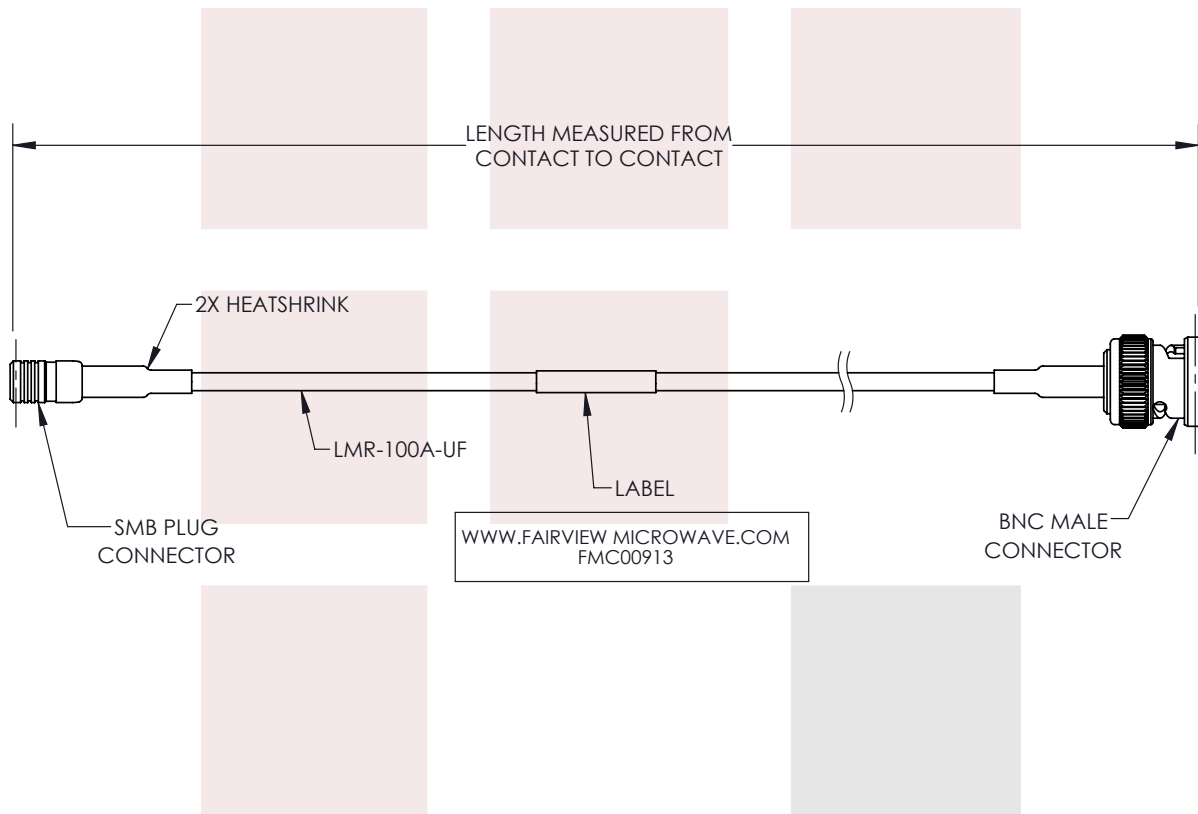 LENGTH MEASURED FROM
CONTACT TO CONTACT
2X HEATSHRINK
LMR-100A-UF
LABEL
SMB PLUG
CONNECTOR
WWW.FAIRVIEW MICROWAVE.COM
FMC00913
BNC MALE
CONNECTOR